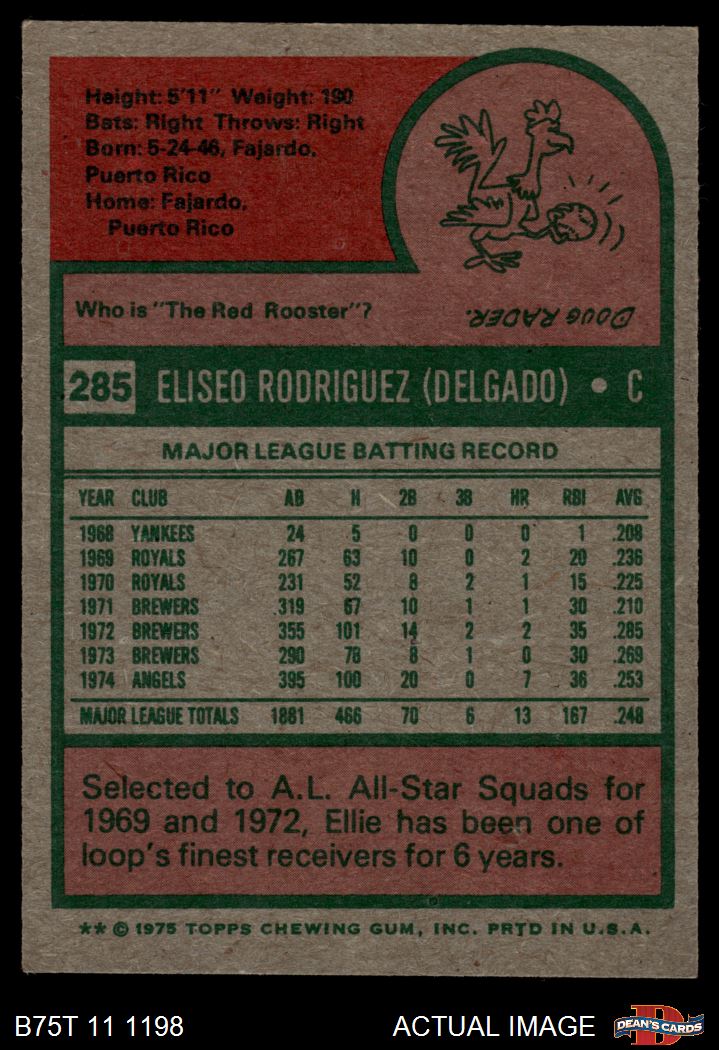 Height: 5'11" Weight: 190
Bats: Right Throws: Right
Born: 5-24-46, Fajardo,
Puerto Rico
Home: Fajardo,
Puerto Rico
Who is "The Red Rooster"?
DOUG RADER.
285 ELISEO RODRIGUEZ (DELGADO) • C
MAJOR LEAGUE BATTING RECORD
YEAR CLUB AB H 2B 3B HR RBI AVG
1968 YANKEES 24 5 0 0 0 1 .208
1969 ROYALS 267 63 10 0 2 20 .236
1970 ROYALS 231 52 8 2 1 15 .225
1971 BREWERS 319 67 10 1 1 30 .210
1972 BREWERS 355 101 14 2 2 35 .285
1973 BREWERS 290 78 8 1 0 30 .269
1974 ANGELS 395 100 20 0 7 36 .253
MAJOR LEAGUE TOTALS 1881 466 70 6 13 167 .248
Selected to A.L. All-Star Squads for
1969 and 1972, Ellie has been one of
loop's finest receivers for 6 years.
** © 1975 TOPPS CHEWING GUM, INC. PRTD IN U.S.A.
B75T 11 1198 ACTUAL IMAGE DEAN'S CARDS